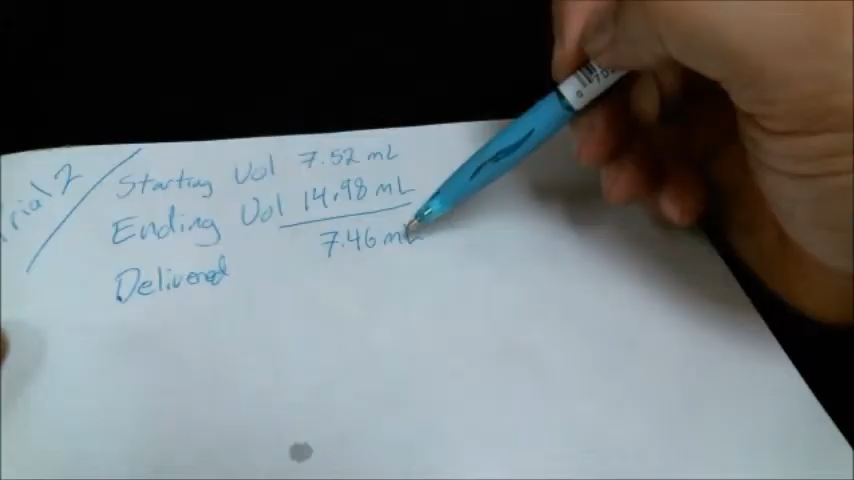 Trial 2
Starting Vol 7.52 mL
Ending Vol 14.98 mL
Delivered 7.46 mL